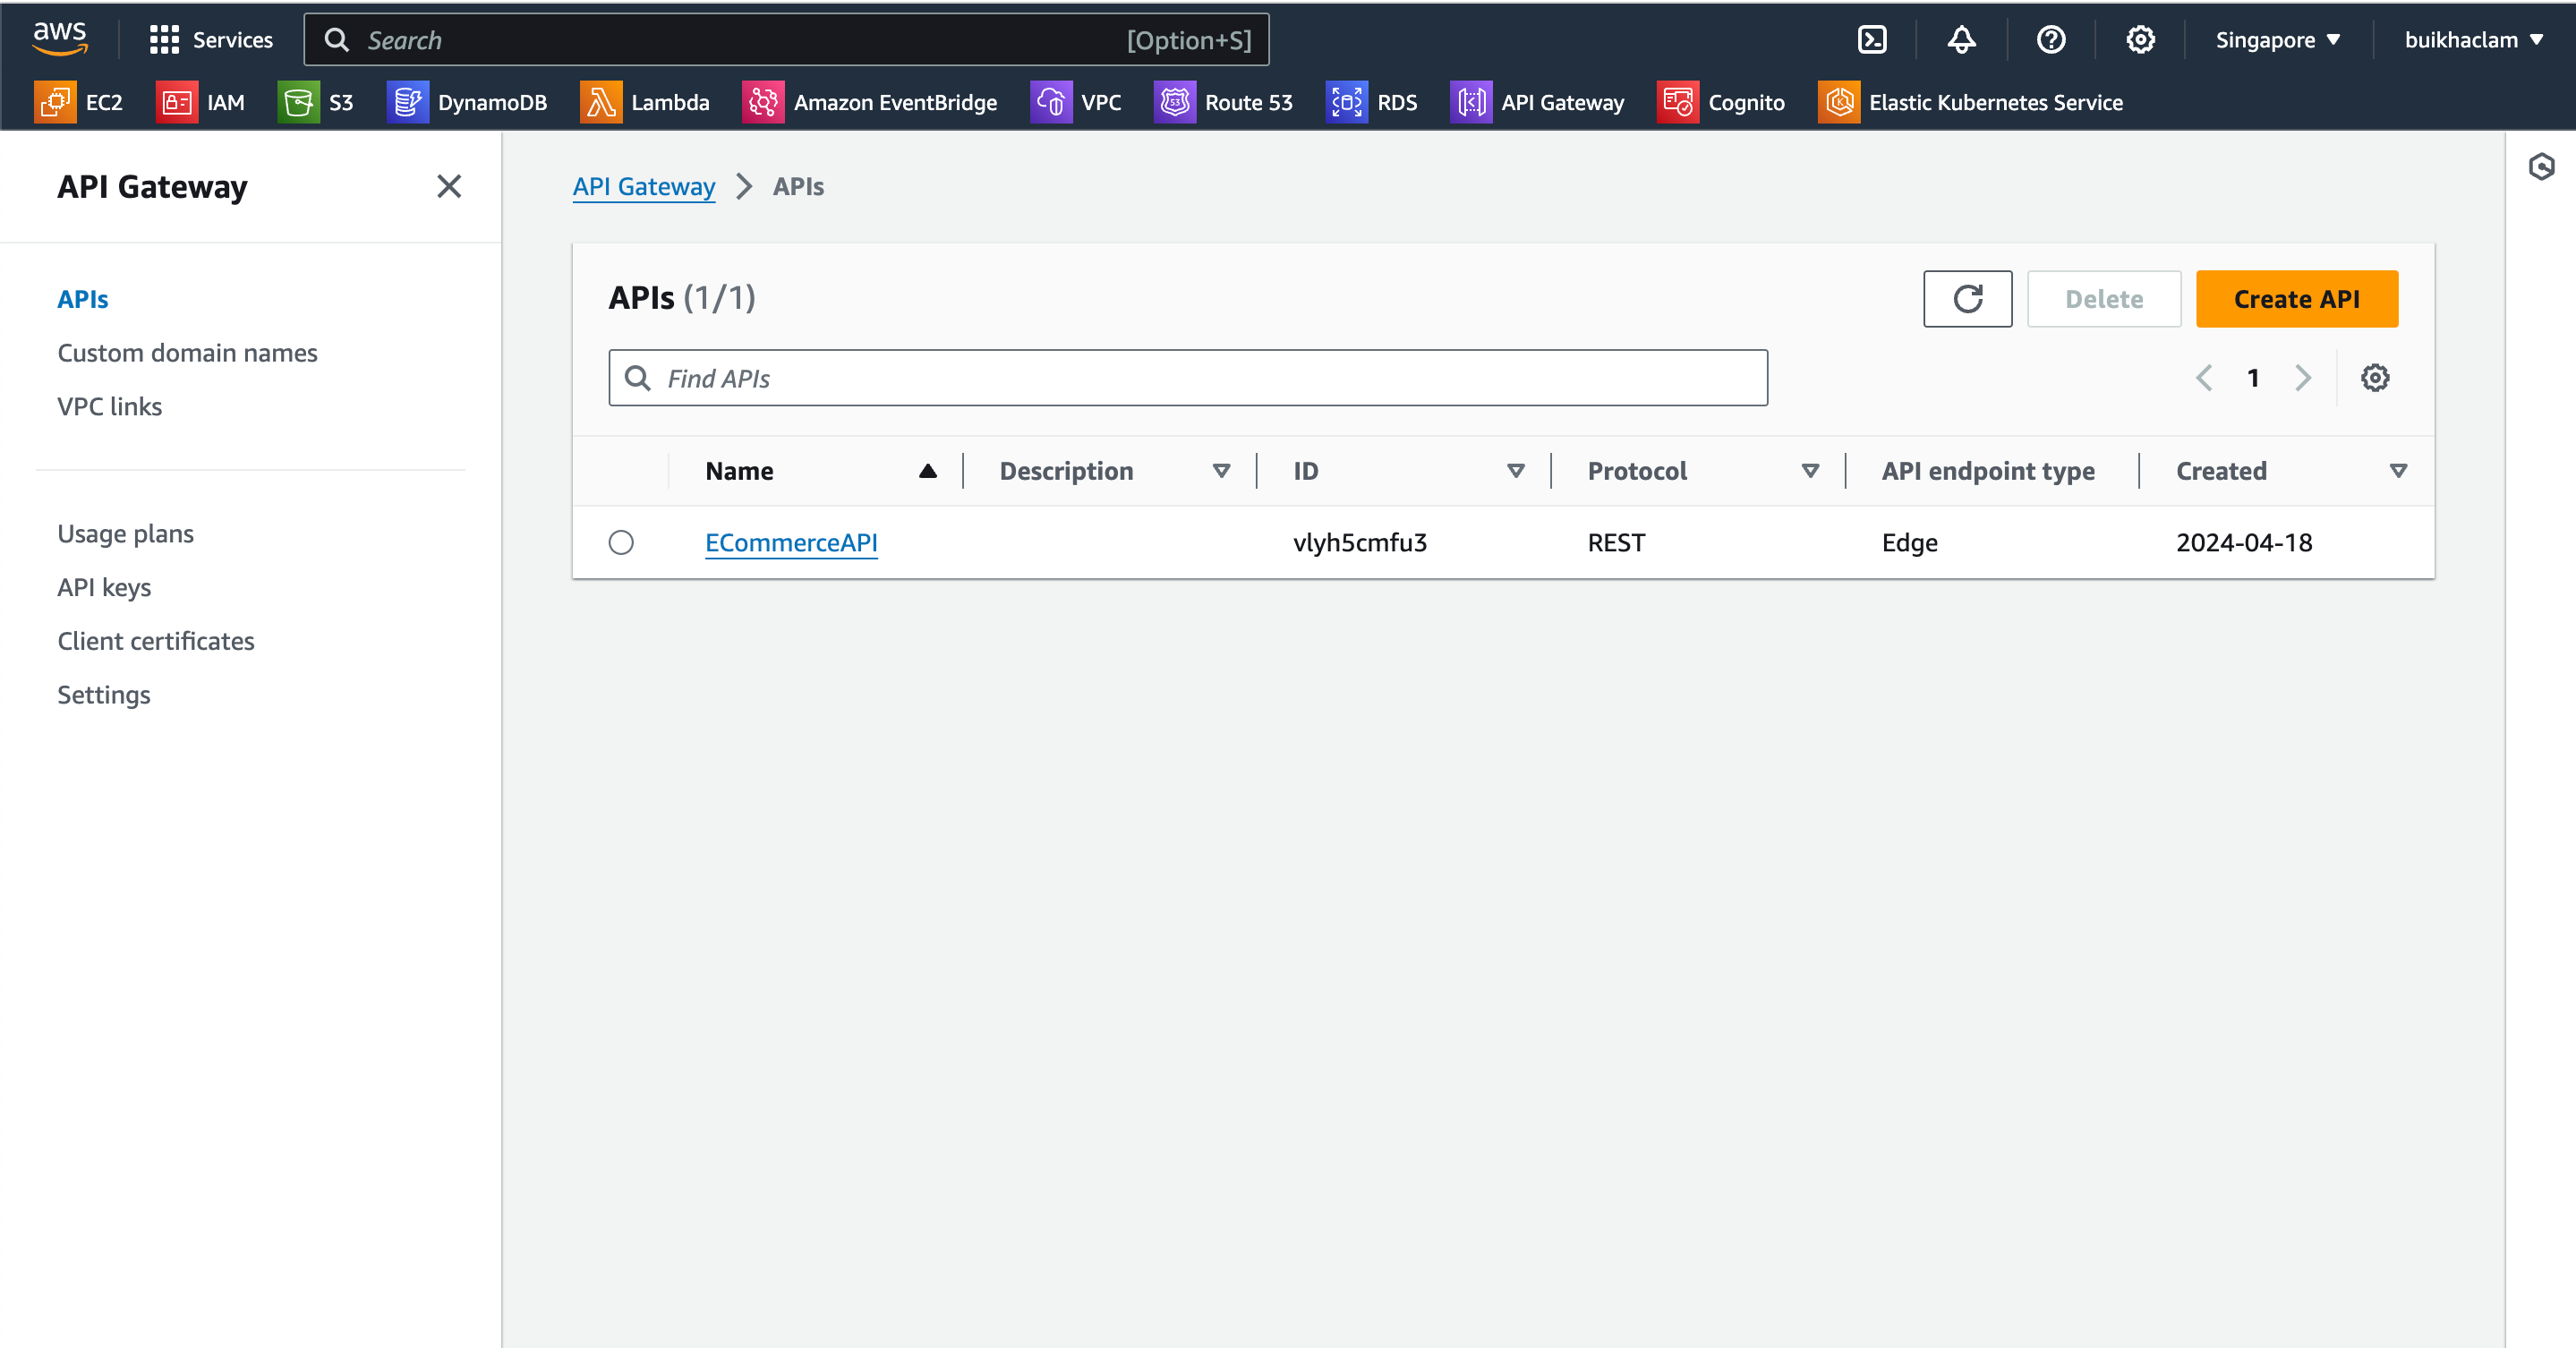 aws Services Search [Option+S] Singapore buikhaclam
EC2 IAM S3 DynamoDB Lambda Amazon EventBridge VPC Route 53 RDS API Gateway Cognito Elastic Kubernetes Service
API Gateway
APIs
Custom domain names
VPC links
Usage plans
API keys
Client certificates
Settings
API Gateway > APIs
APIs (1/1)
Delete
Create API
Find APIs
1
Name Description ID Protocol API endpoint type Created
ECommerceAPI vlyh5cmfu3 REST Edge 2024-04-18